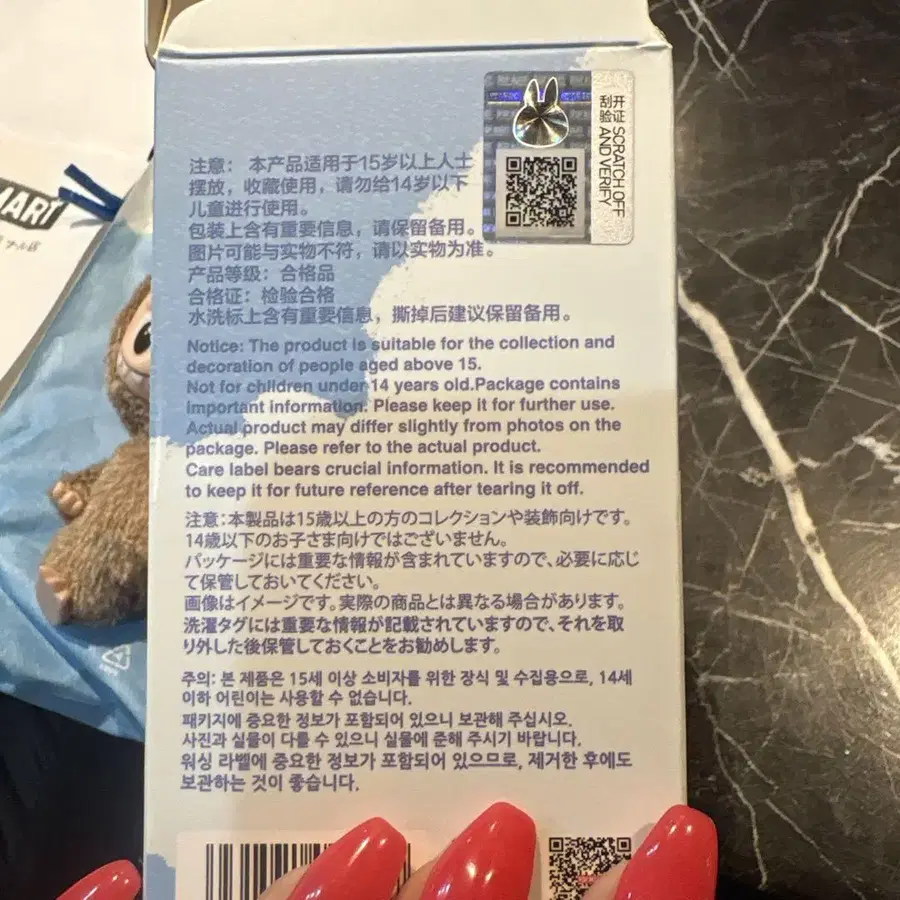 MART
开证 SCRATCH OFF
刮验 AND VERIFY
注意： 本产品适用于15岁以上人士
摆放，收藏使用，请勿给14岁以下
儿童进行使用。
包装上含有重要信息，请保留备用。
图片可能与实物不符，请以实物为准。
产品等级：合格品
合格证：检验合格
水洗标上含有重要信息，撕掉后建议保留备用。
Notice: The product is suitable for the collection and
decoration of people aged above 15.
Not for children under 14 years old.Package contains
important information. Please keep it for further use.
Actual product may differ slightly from photos on the
package. Please refer to the actual product.
Care label bears crucial information. It is recommended
to keep it for future reference after tearing it off.
注意:本製品は15歳以上の方のコレクションや装飾向けです。
14歳以下のお子さま向けではございません。
パッケージには重要な情報が含まれていますので、必要に応じ
て保管しておいてください。
画像はイメージです。実際の商品とは異なる場合があります。
洗濯タグには重要な情報が記載されていますので、それを取
り外した後保管しておくことをお勧めします。
주의: 본 제품은 15세 이상 소비자를 위한 장식 및 수집용으로, 14세
이하 어린이는 사용할 수 없습니다.
패키지에 중요한 정보가 포함되어 있으니 보관해 주십시오.
사진과 실물이 다를 수 있으니 실물에 준해 주시기 바랍니다.
워싱 라벨에 중요한 정보가 포함되어 있으므로, 제거한 후에도
보관하는 것이 좋습니다.